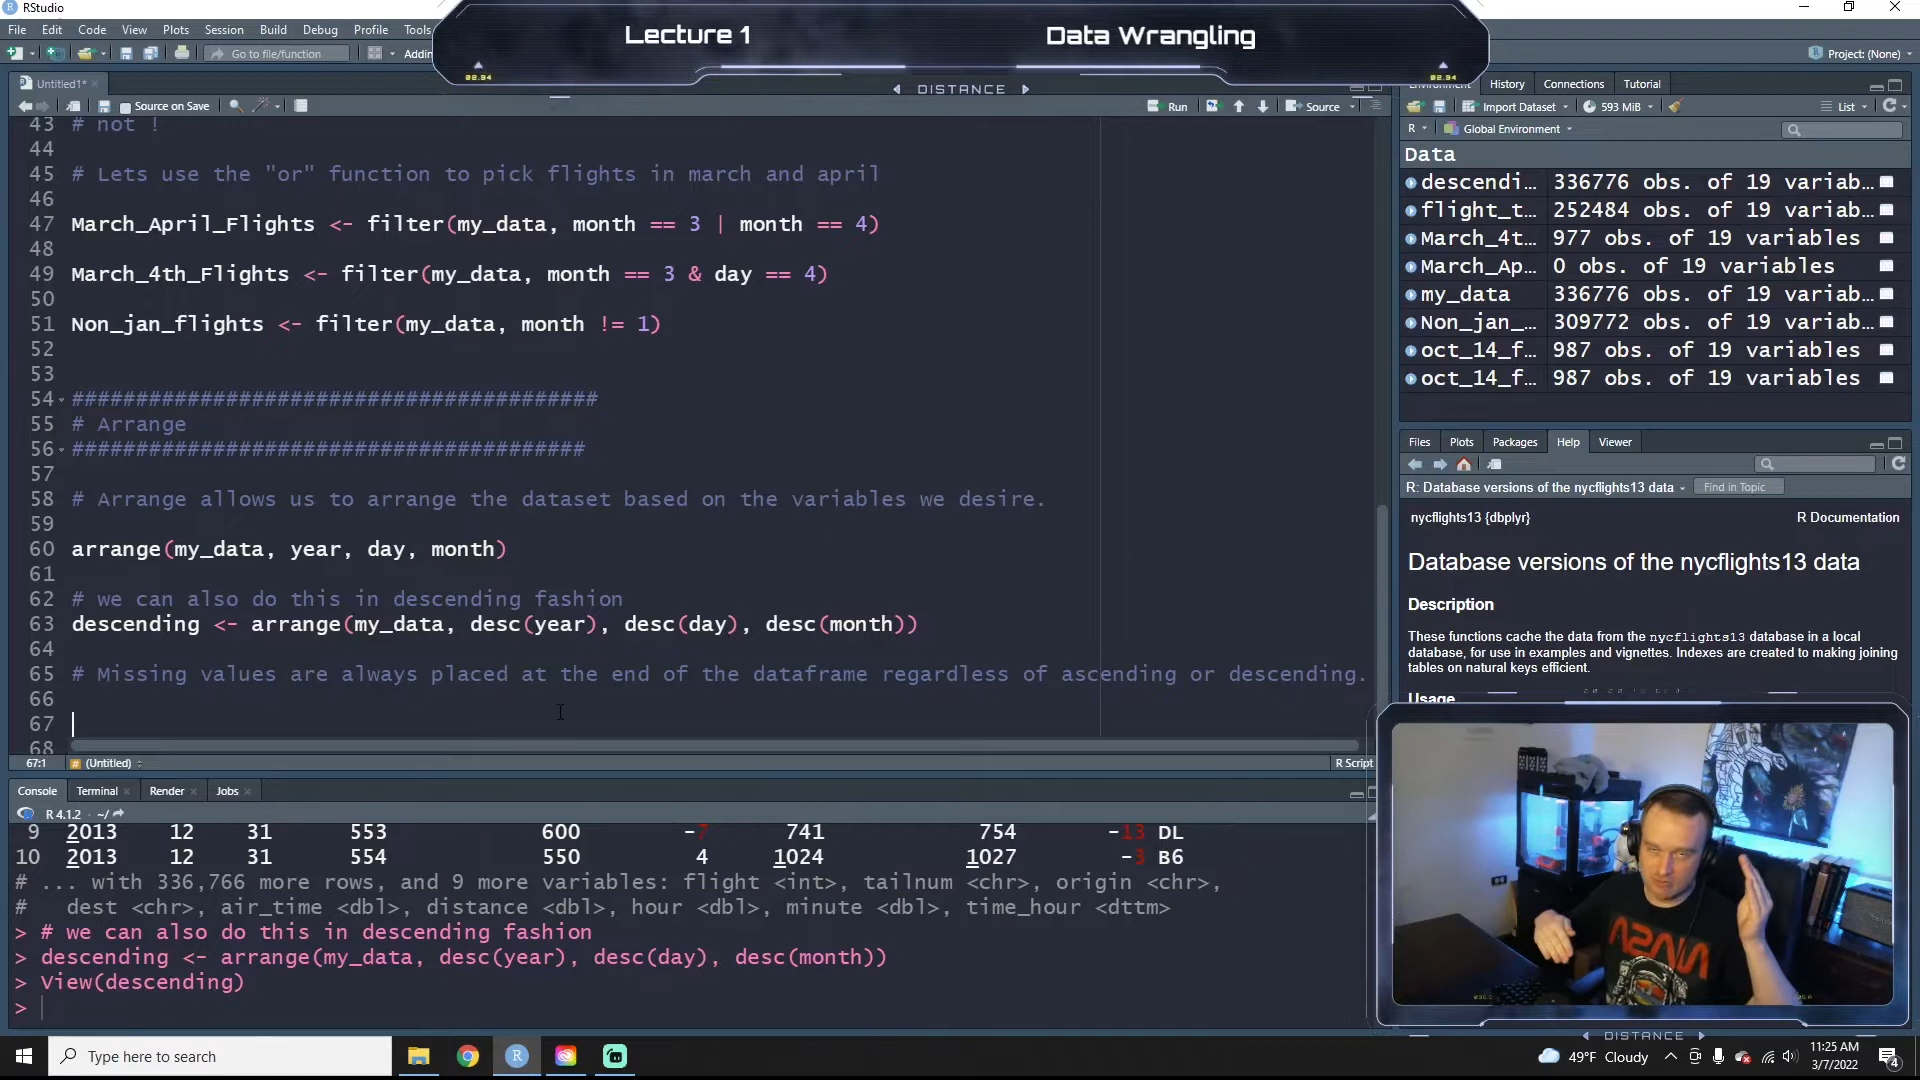 RStudio
Lecture 1
Data Wrangling
File Edit Code View Plots Session Build Debug Profile Tools
Go to file/function
Addin
Project: (None)
02.94
02.94
DISTANCE
Untitled1*
Source on Save
Run
Source
43 # not !
44
45 # Lets use the "or" function to pick flights in march and april
46
47 March_April_Flights <- filter(my_data, month == 3 | month == 4)
48
49 March_4th_Flights <- filter(my_data, month == 3 & day == 4)
50
51 Non_jan_flights <- filter(my_data, month != 1)
52
53
54 #########################################
55 # Arrange
56 ########################################
57
58 # Arrange allows us to arrange the dataset based on the variables we desire.
59
60 arrange(my_data, year, day, month)
61
62 # we can also do this in descending fashion
63 descending <- arrange(my_data, desc(year), desc(day), desc(month))
64
65 # Missing values are always placed at the end of the dataframe regardless of ascending or descending.
66
67
68
67:1 # (Untitled)
R Script
Console Terminal Render Jobs
R 4.1.2 · ~/
9 2013 12 31 553 600 -7 741 754 -13 DL
10 2013 12 31 554 550 4 1024 1027 -3 B6
# ... with 336,766 more rows, and 9 more variables: flight <int>, tailnum <chr>, origin <chr>,
# dest <chr>, air_time <dbl>, distance <dbl>, hour <dbl>, minute <dbl>, time_hour <dttm>
> # we can also do this in descending fashion
> descending <- arrange(my_data, desc(year), desc(day), desc(month))
> View(descending)
>
Environment History Connections Tutorial
Import Dataset
593 MiB
List
R
Global Environment
Data
descendi… 336776 obs. of 19 variab…
flight_t… 252484 obs. of 19 variab…
March_4t… 977 obs. of 19 variables
March_Ap… 0 obs. of 19 variables
my_data 336776 obs. of 19 variab…
Non_jan_… 309772 obs. of 19 variab…
oct_14_f… 987 obs. of 19 variables
oct_14_f… 987 obs. of 19 variables
Files Plots Packages Help Viewer
R: Database versions of the nycflights13 data
Find in Topic
nycflights13 {dbplyr}
R Documentation
Database versions of the nycflights13 data
Description
These functions cache the data from the nycflights13 database in a local
database, for use in examples and vignettes. Indexes are created to making joining
tables on natural keys efficient.
Usage
NASA
DISTANCE
Type here to search
49°F Cloudy
11:25 AM
3/7/2022
4